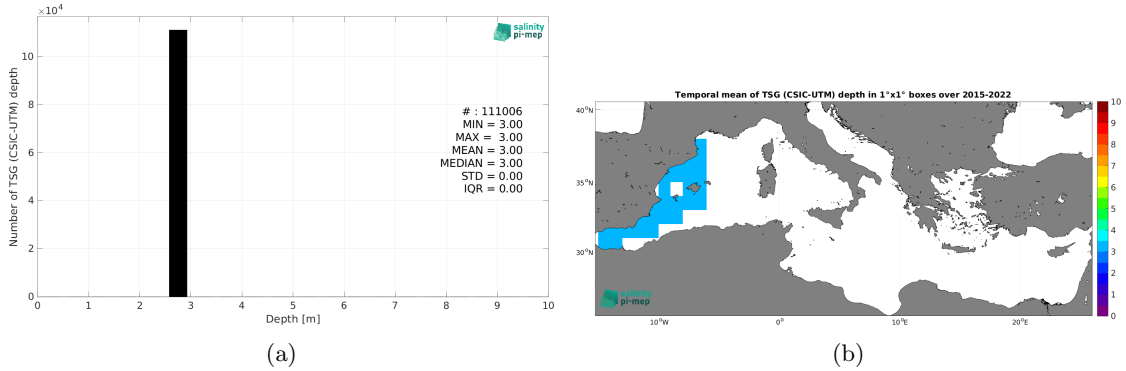 ×10⁴
salinity
pi-mep
Number of TSG (CSIC-UTM) depth
10
8
6
4
2
0
# : 111006
MIN = 3.00
MAX = 3.00
MEAN = 3.00
MEDIAN = 3.00
STD = 0.00
IQR = 0.00
0 1 2 3 4 5 6 7 8 9 10
Depth [m]
(a)
Temporal mean of TSG (CSIC-UTM) depth in 1°x1° boxes over 2015-2022
40°N
35°N
30°N
salinity
pi-mep
10°W 0° 10°E 20°E
10
9
8
7
6
5
4
3
2
1
0
(b)